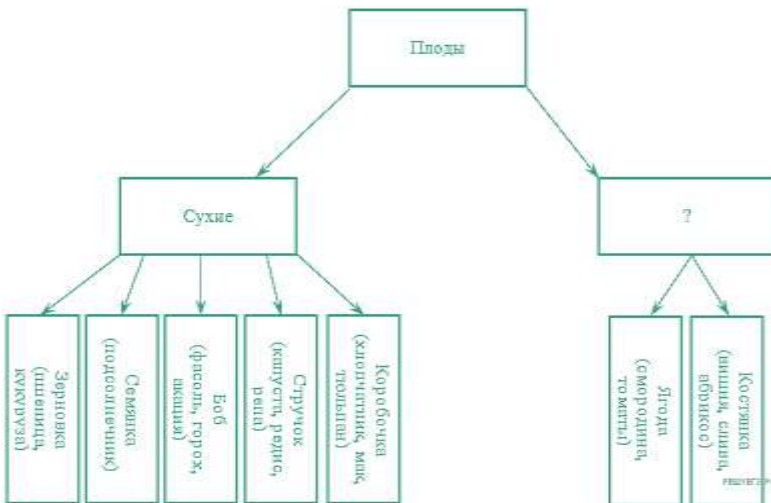 Плоды
Сухие
?
Зерновка
(пшеница,
кукуруза)
Семянка
(подсолнечник)
Боб
(фасоль, горох,
акация)
Стручок
(капуста, редис,
репа)
Коробочка
(хлопчатник, мак,
тюльпан)
Ягода
(смородина,
томаты)
Костянка
(вишня, слива,
абрикос)